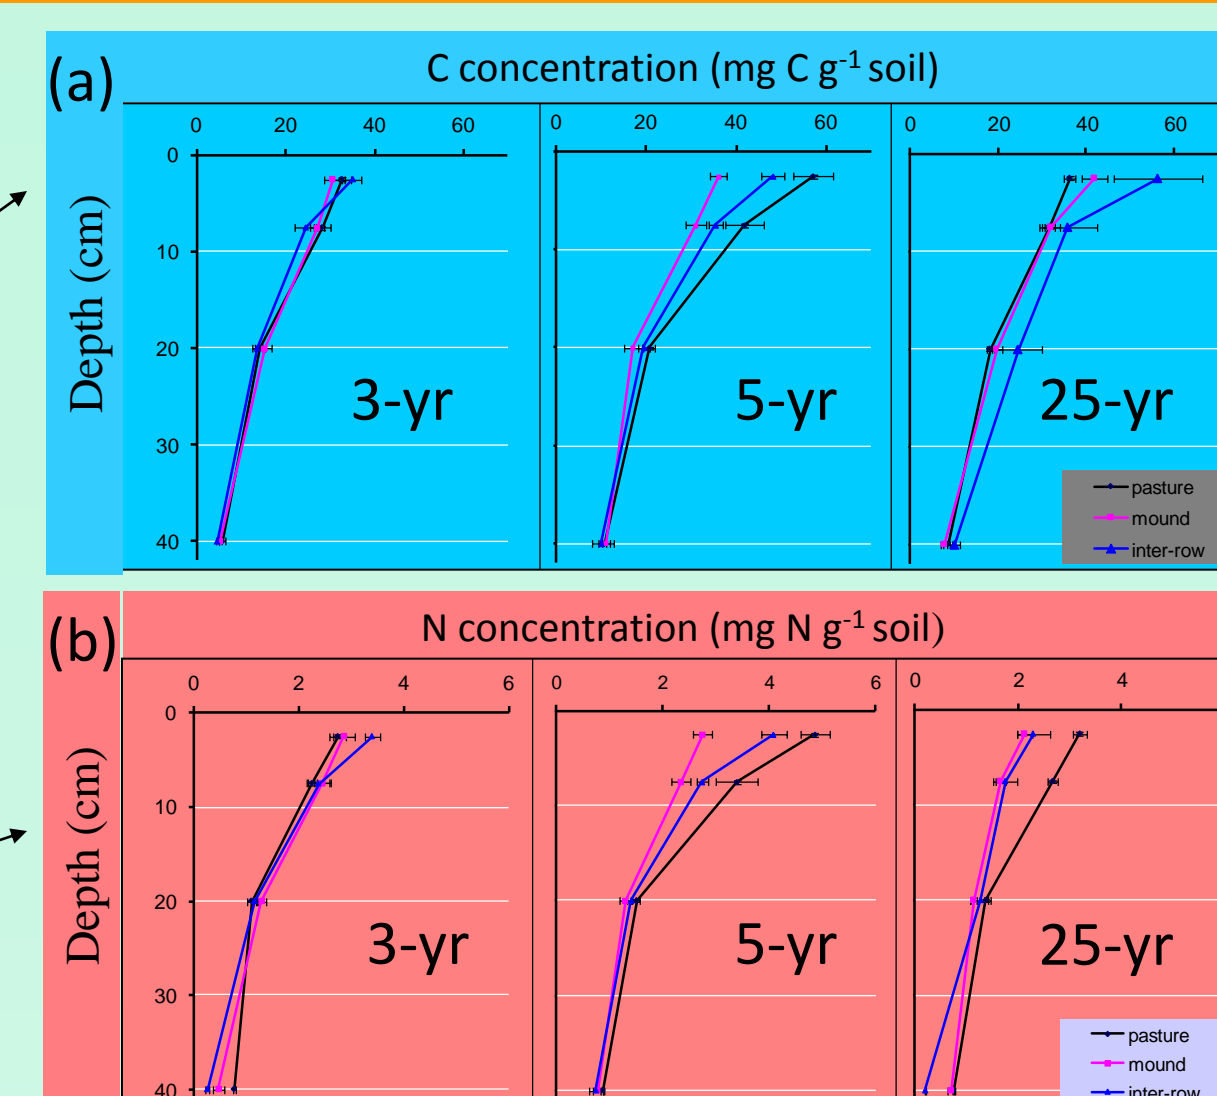 (a)
C concentration (mg C g-1 soil)
0 20 40 60 0 20 40 60 0 20 40 60
Depth (cm)
0
10
20
30
40
3-yr 5-yr 25-yr
pasture
mound
inter-row
(b)
N concentration (mg N g-1 soil)
0 2 4 6 0 2 4 6 0 2 4
Depth (cm)
0
10
20
30
40
3-yr 5-yr 25-yr
pasture
mound
inter-row